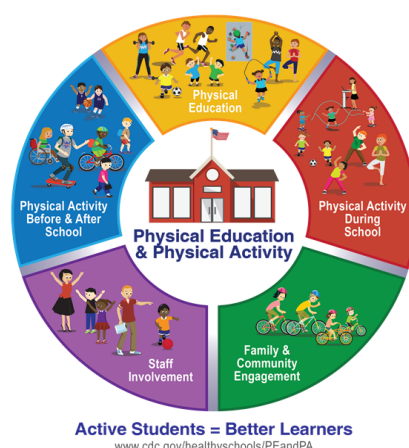 Physical
Education
Physical Activity
Before & After
School
Physical Activity
During
School
Physical Education
& Physical Activity
Staff
Involvement
Family &
Community
Engagement
Active Students = Better Learners
www.cdc.gov/healthyschools/PEandPA